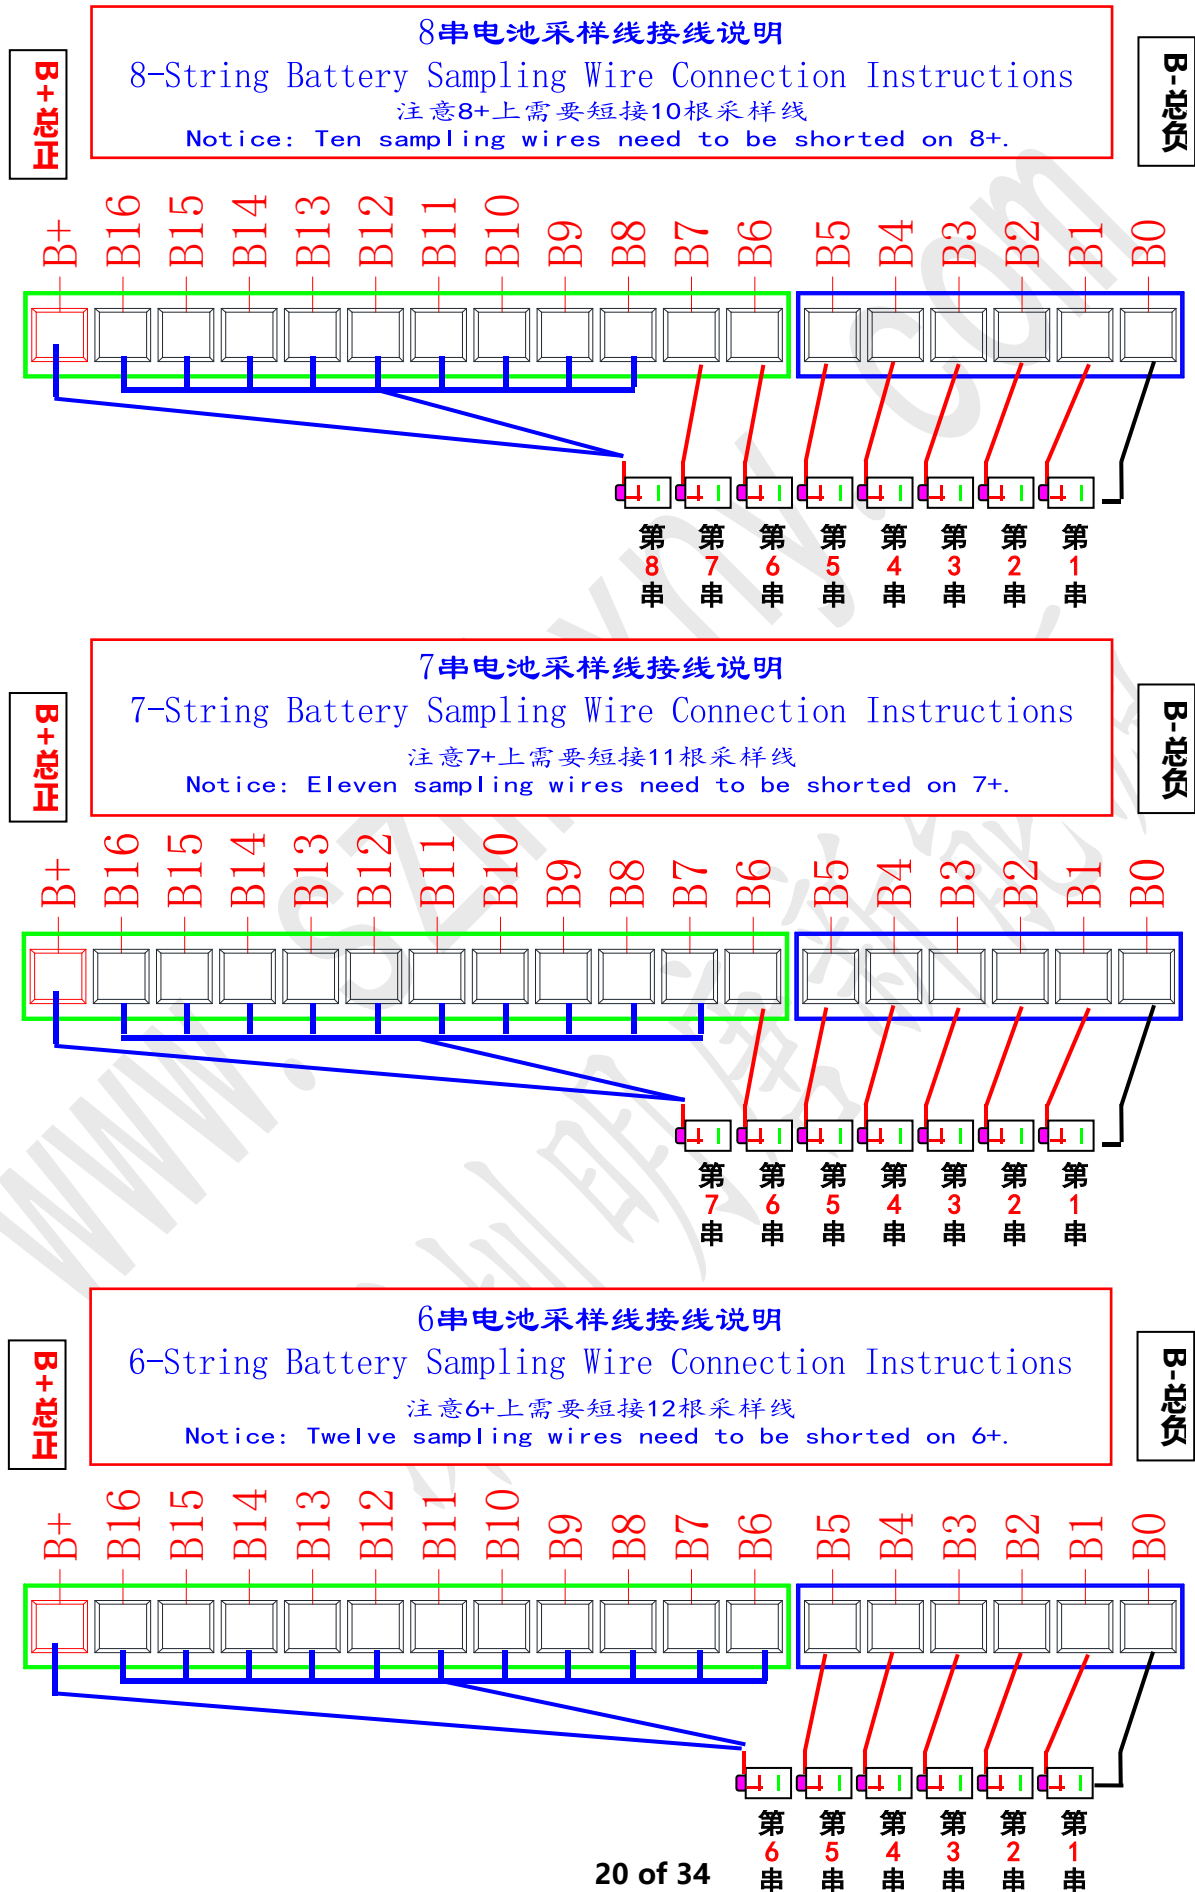 8串电池采样线接线说明
8-String Battery Sampling Wire Connection Instructions
注意8+上需要短接10根采样线
Notice: Ten sampling wires need to be shorted on 8+.
B+总正
B-总负
B+ B16 B15 B14 B13 B12 B11 B10 B9 B8 B7 B6 B5 B4 B3 B2 B1 B0
第8串 第7串 第6串 第5串 第4串 第3串 第2串 第1串
7串电池采样线接线说明
7-String Battery Sampling Wire Connection Instructions
注意7+上需要短接11根采样线
Notice: Eleven sampling wires need to be shorted on 7+.
B+总正
B-总负
B+ B16 B15 B14 B13 B12 B11 B10 B9 B8 B7 B6 B5 B4 B3 B2 B1 B0
第7串 第6串 第5串 第4串 第3串 第2串 第1串
6串电池采样线接线说明
6-String Battery Sampling Wire Connection Instructions
注意6+上需要短接12根采样线
Notice: Twelve sampling wires need to be shorted on 6+.
B+总正
B-总负
B+ B16 B15 B14 B13 B12 B11 B10 B9 B8 B7 B6 B5 B4 B3 B2 B1 B0
第6串 第5串 第4串 第3串 第2串 第1串
20 of 34